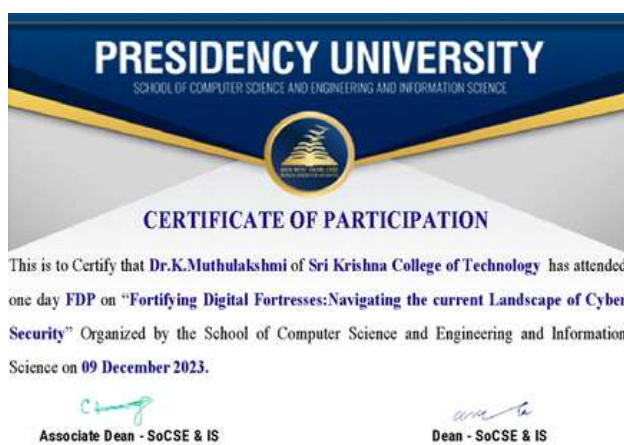 PRESIDENCY UNIVERSITY
SCHOOL OF COMPUTER SCIENCE AND ENGINEERING AND INFORMATION SCIENCE
CERTIFICATE OF PARTICIPATION
This is to Certify that Dr.K.Muthulakshmi of Sri Krishna College of Technology has attended
one day FDP on “Fortifying Digital Fortresses:Navigating the current Landscape of Cyber
Security” Organized by the School of Computer Science and Engineering and Information
Science on 09 December 2023.
Associate Dean - SoCSE & IS
Dean - SoCSE & IS